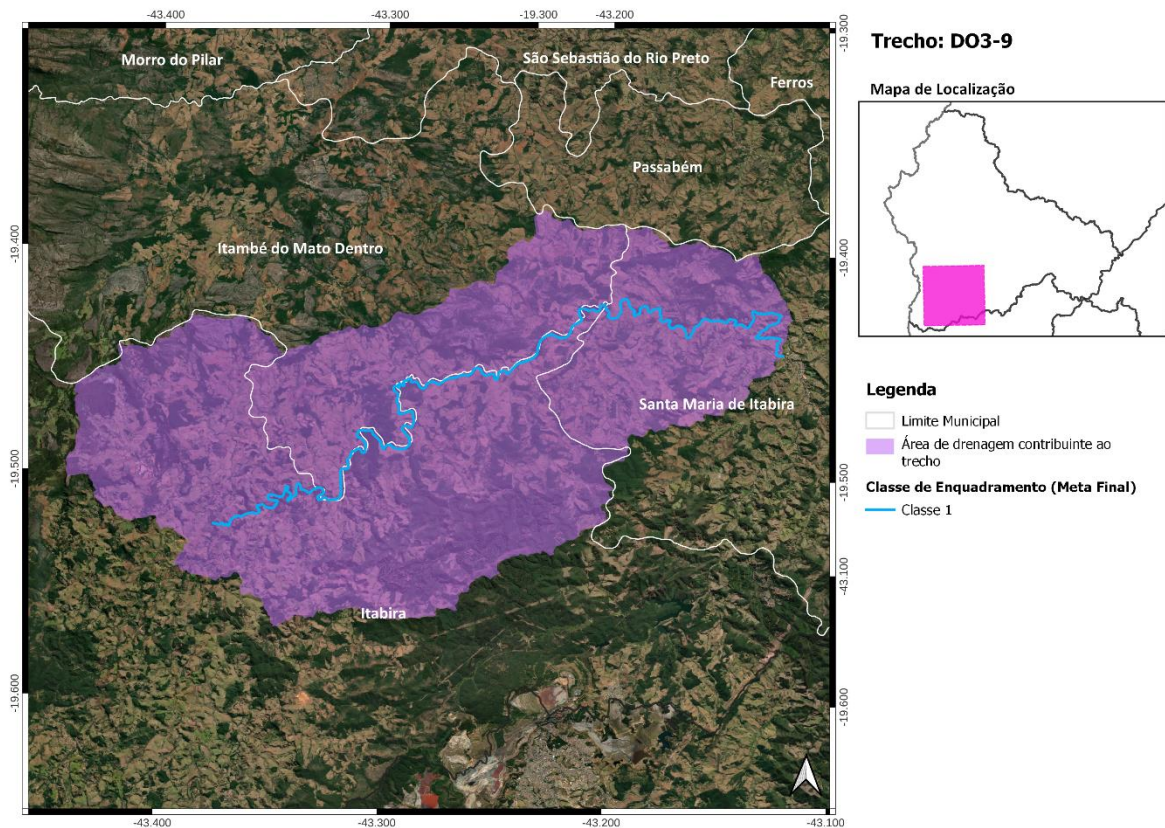 -43.400
-43.300
-19.300
-43.200
-19.300
Morro do Pilar
São Sebastião do Rio Preto
Ferros
Passabém
Itambé do Mato Dentro
Santa Maria de Itabira
Itabira
-19.400
-19.500
-19.600
-19.400
-19.500
-43.100
-19.600
-43.400
-43.300
-43.200
-43.100
Trecho: DO3-9
Mapa de Localização
Legenda
Limite Municipal
Área de drenagem contribuinte ao
trecho
Classe de Enquadramento (Meta Final)
Classe 1